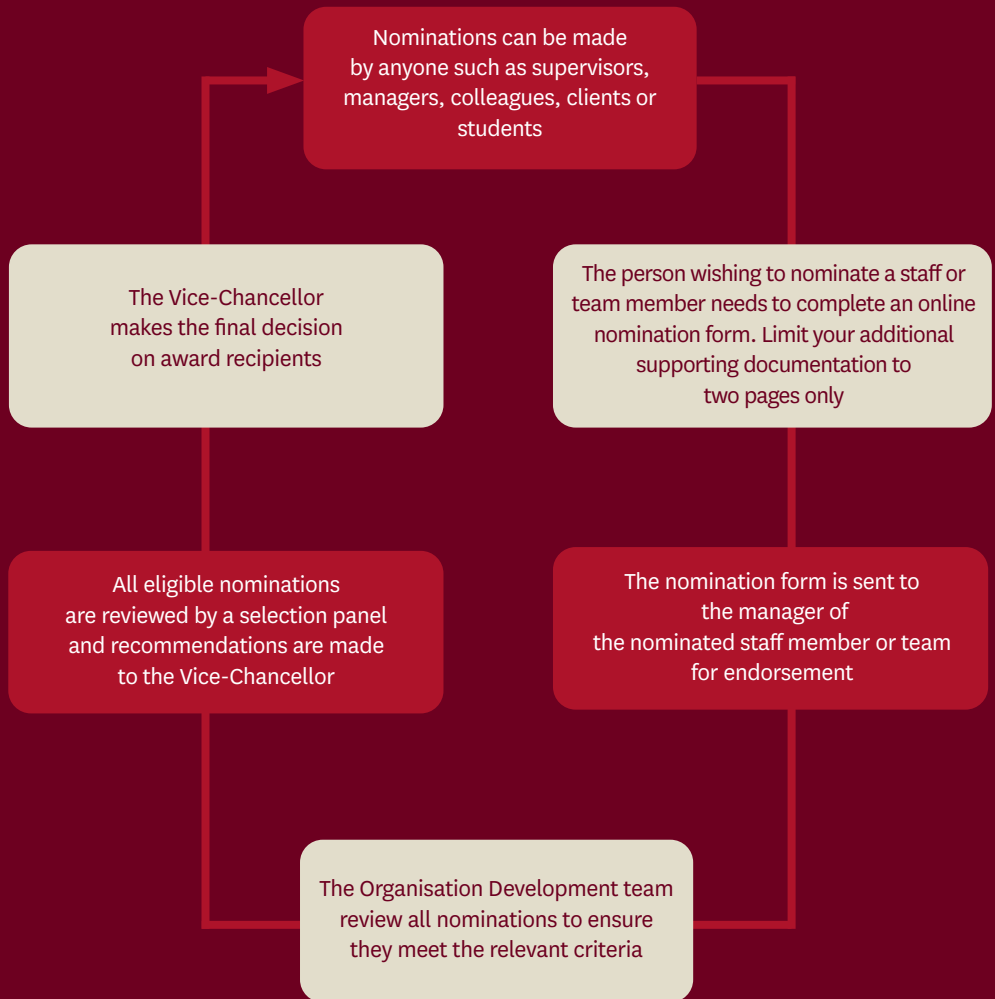 Nominations can be made
by anyone such as supervisors,
managers, colleagues, clients or
students
The person wishing to nominate a staff or
team member needs to complete an online
nomination form. Limit your additional
supporting documentation to
two pages only
The nomination form is sent to
the manager of
the nominated staff member or team
for endorsement
The Organisation Development team
review all nominations to ensure
they meet the relevant criteria
All eligible nominations
are reviewed by a selection panel
and recommendations are made
to the Vice-Chancellor
The Vice-Chancellor
makes the final decision
on award recipients